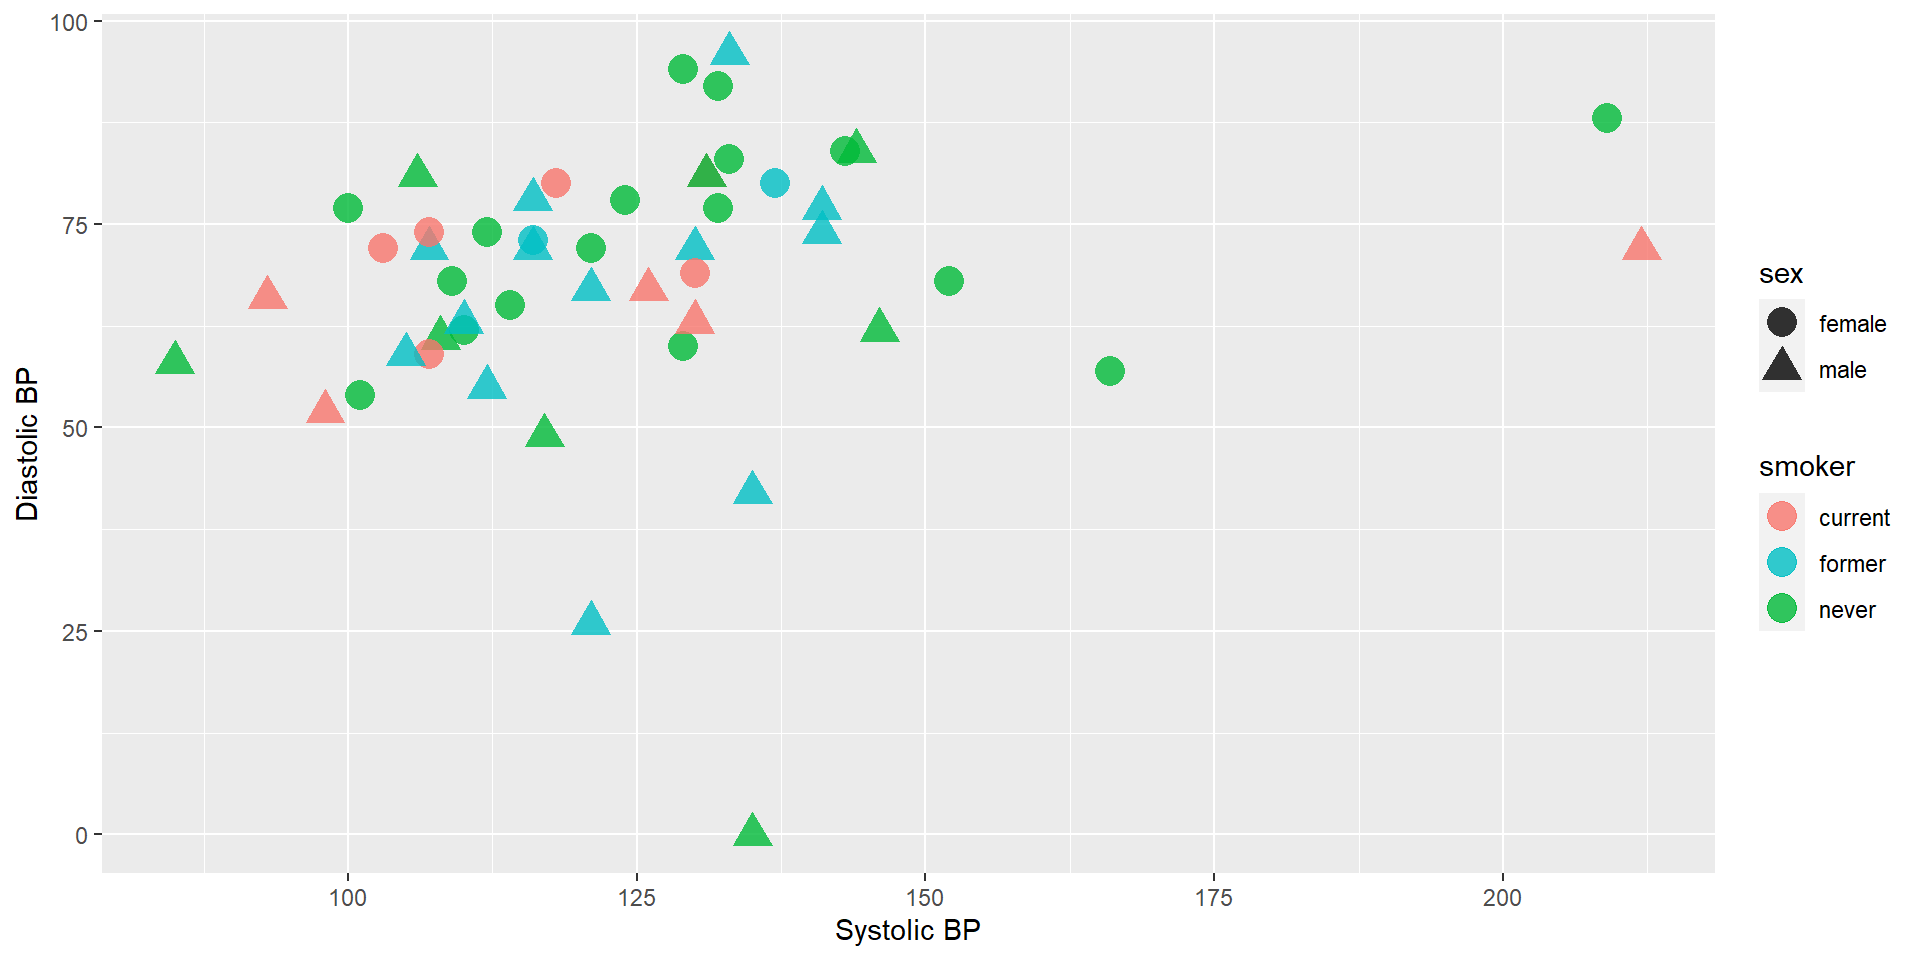 100
75
50
25
0
Diastolic BP
100
125
150
175
200
Systolic BP
sex
female
male
smoker
current
former
never